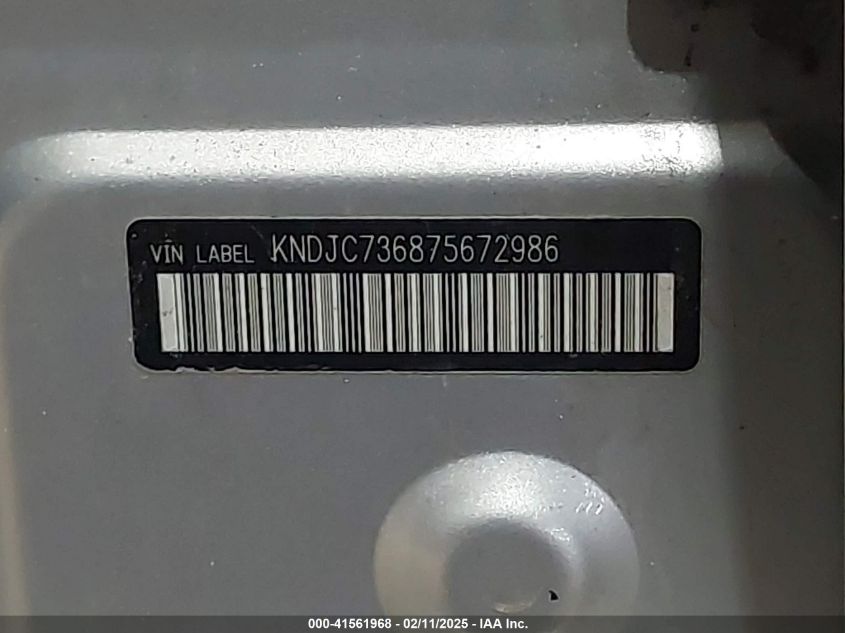 VIN LABEL KNDJC736875672986
000-41561968 - 02/11/2025 - IAA Inc.